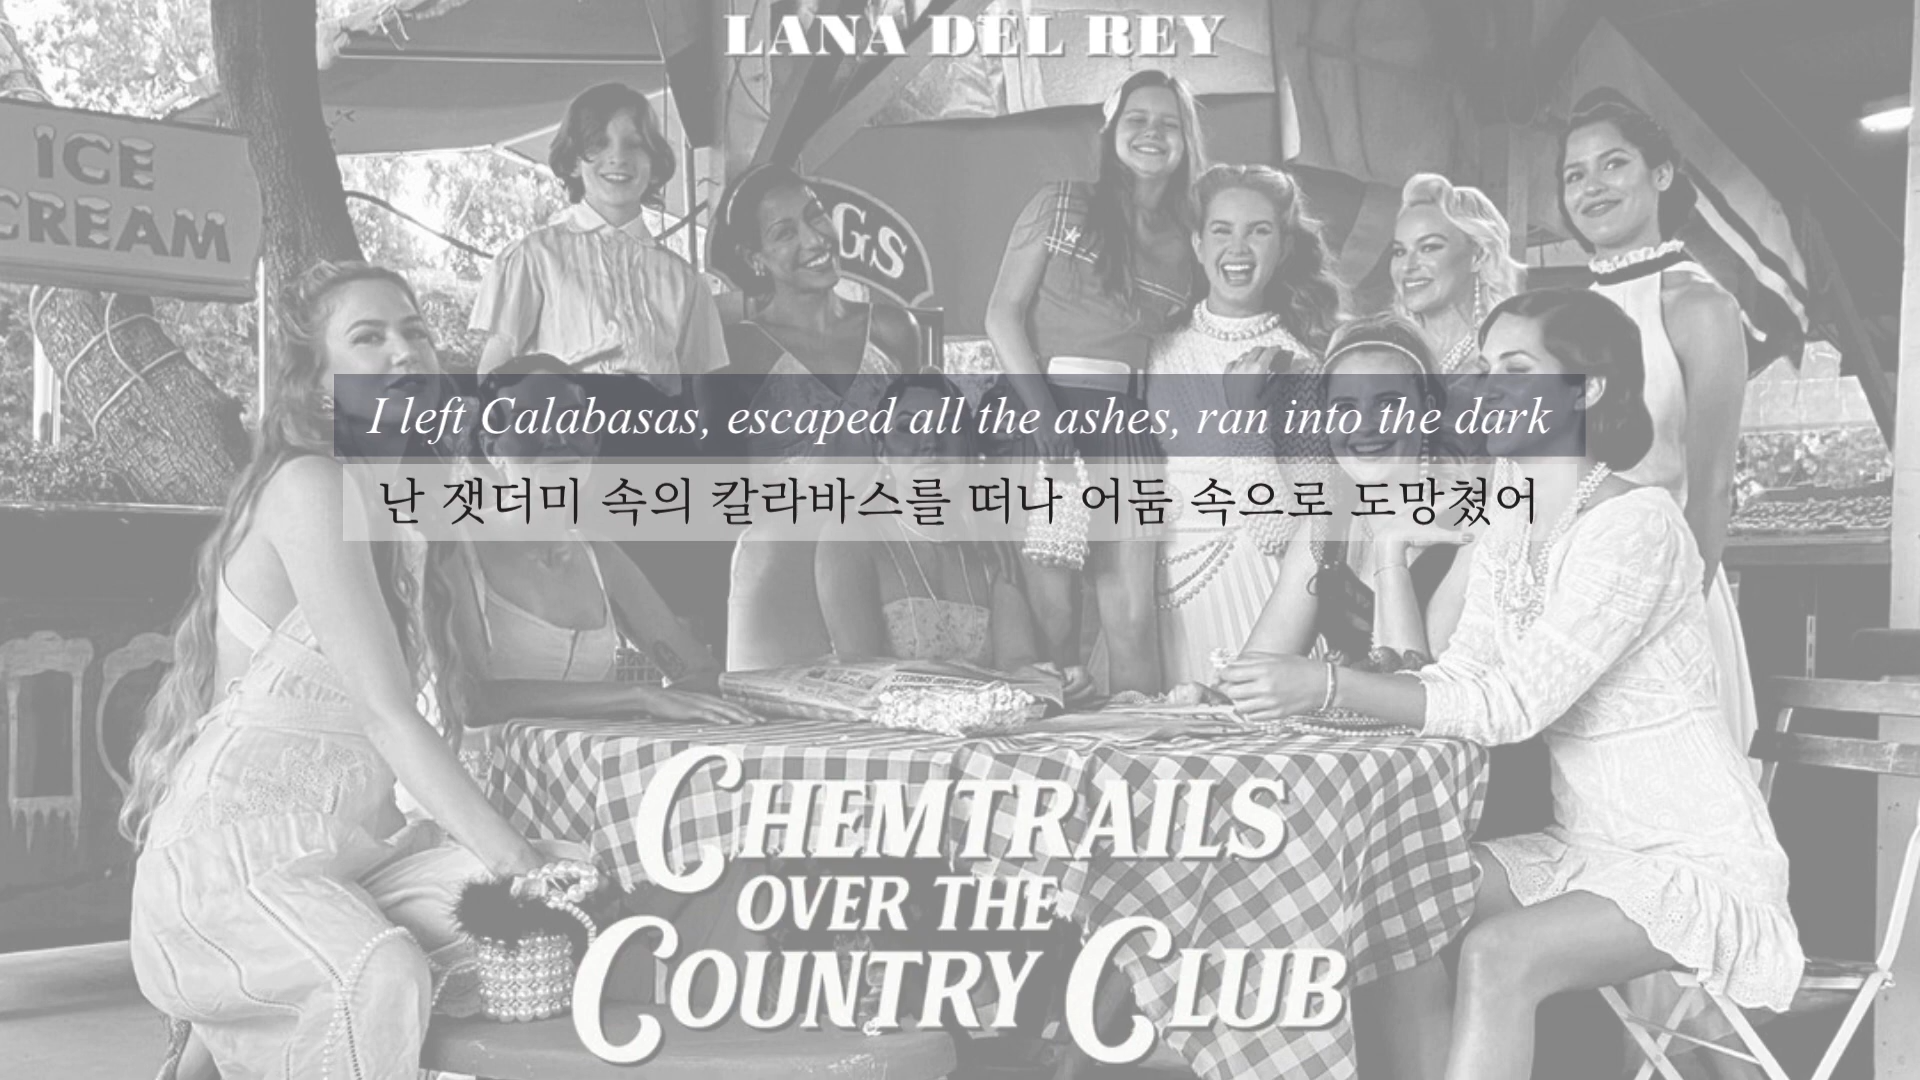 LANA DEL REY
ICE
CREAM
GS
I left Calabasas, escaped all the ashes, ran into the dark
난 잿더미 속의 칼라바스를 떠나 어둠 속으로 도망쳤어
CHEMTRAILS
OVER THE
COUNTRY CLUB